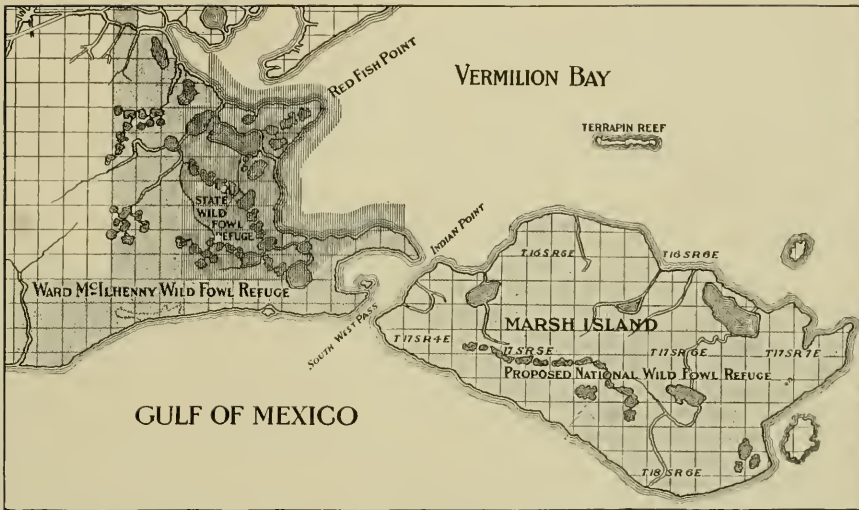 RED FISH POINT
VERMILION BAY
TERRAPIN REEF
STATE
WILD
FOWL
REFUGE
INDIAN POINT
T 16 S R 6 E
T 16 S R 8 E
WARD McILHENNY WILD FOWL REFUGE
SOUTH WEST PASS
MARSH ISLAND
T 17 S R 4 E
17 S R 5 E
T 17 S R 6 E
T 17 S R 7 E
PROPOSED NATIONAL WILD FOWL REFUGE
GULF OF MEXICO
T 18 S R 6 E